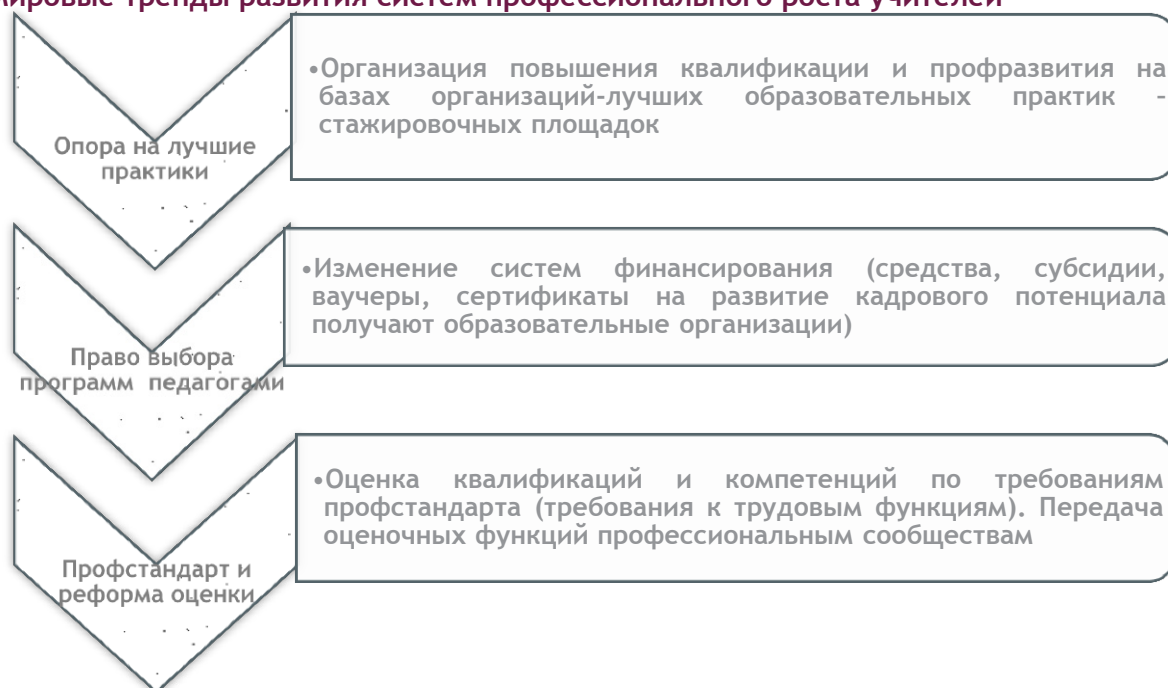 Мировые тренды развития систем профессионального роста учителей
Опора на лучшие
практики
•Организация повышения квалификации и профразвития на
базах организаций-лучших образовательных практик –
стажировочных площадок
Право выбора
программ педагогами
•Изменение систем финансирования (средства, субсидии,
ваучеры, сертификаты на развитие кадрового потенциала
получают образовательные организации)
Профстандарт и
реформа оценки
•Оценка квалификаций и компетенций по требованиям
профстандарта (требования к трудовым функциям). Передача
оценочных функций профессиональным сообществам